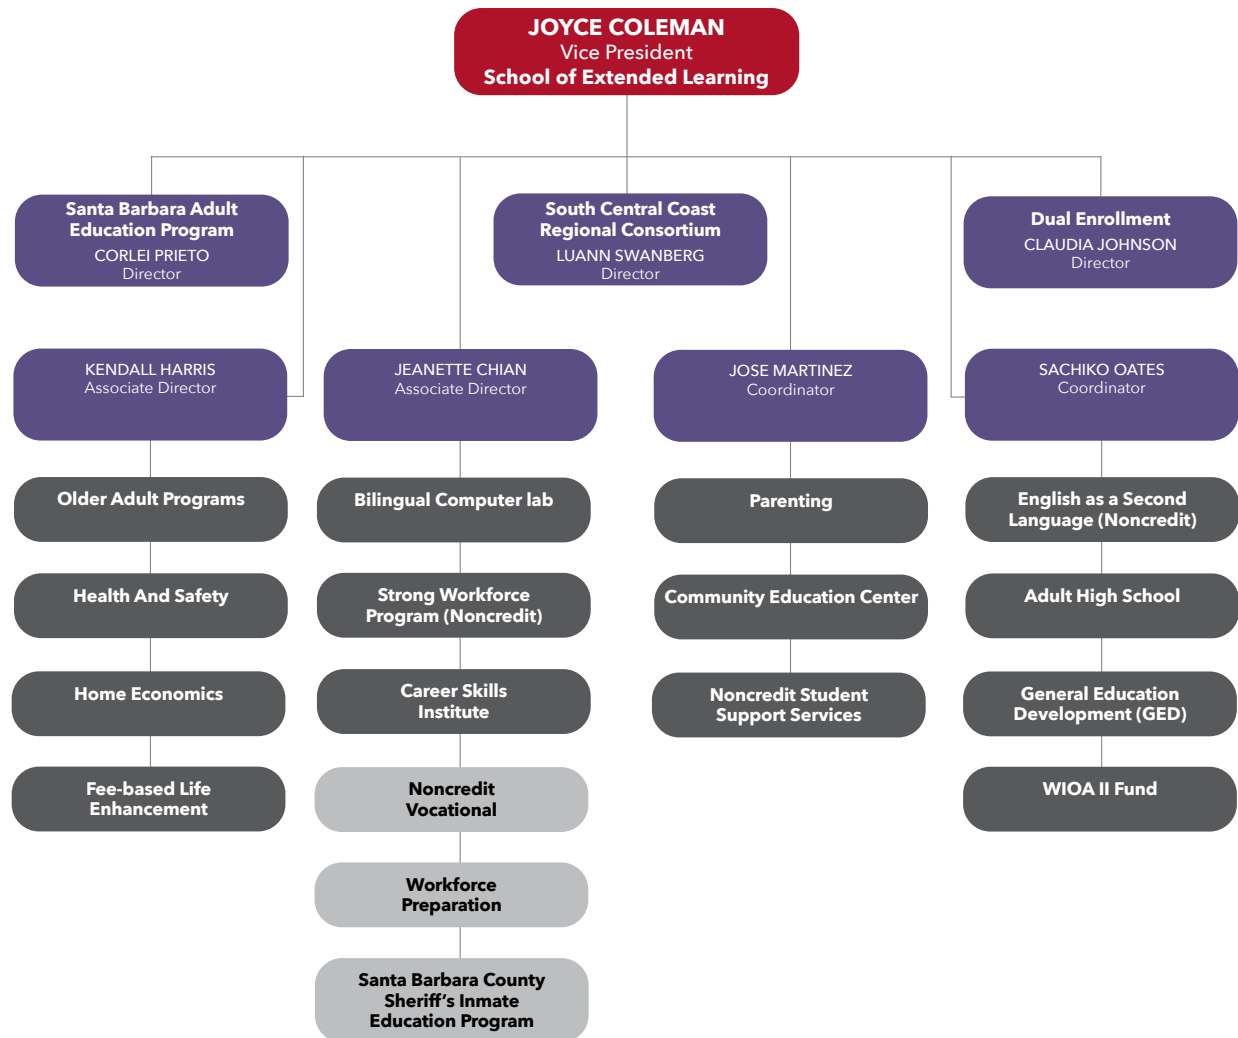 JOYCE COLEMAN
Vice President
School of Extended Learning
Santa Barbara Adult
Education Program
CORLEI PRIETO
Director
South Central Coast
Regional Consortium
LUANN SWANBERG
Director
Dual Enrollment
CLAUDIA JOHNSON
Director
KENDALL HARRIS
Associate Director
JEANETTE CHIAN
Associate Director
JOSE MARTINEZ
Coordinator
SACHIKO OATES
Coordinator
Older Adult Programs
Bilingual Computer lab
Parenting
English as a Second
Language (Noncredit)
Health And Safety
Strong Workforce
Program (Noncredit)
Community Education Center
Adult High School
Home Economics
Career Skills
Institute
Noncredit Student
Support Services
General Education
Development (GED)
Fee-based Life
Enhancement
Noncredit
Vocational
WIOA II Fund
Workforce
Preparation
Santa Barbara County
Sheriff's Inmate
Education Program